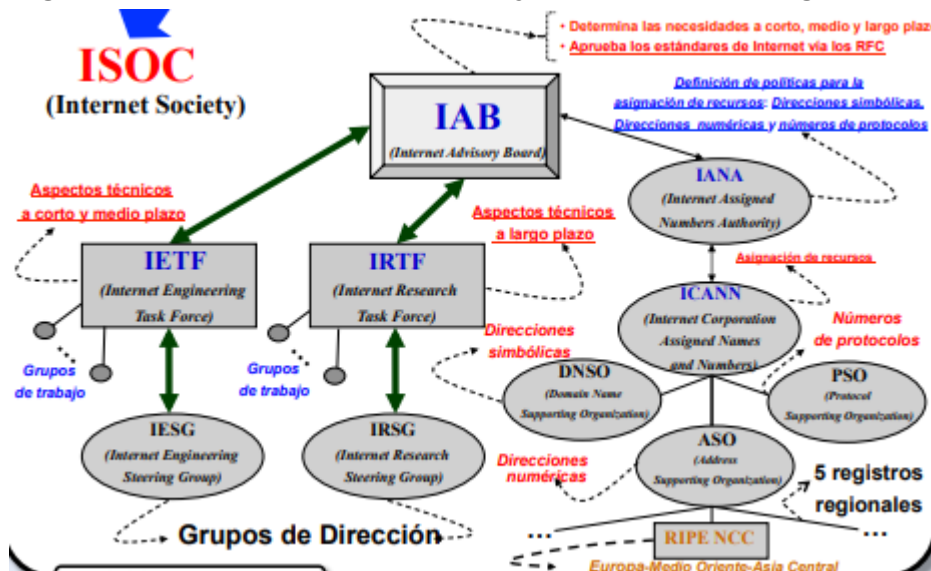 • Determina las necesidades a corto, medio y largo plazo
• Aprueba los estándares de Internet vía los RFC
ISOC
(Internet Society)
IAB
(Internet Advisory Board)
Definición de políticas para la
asignación de recursos: Direcciones simbólicas,
Direcciones numéricas y números de protocolos
IANA
(Internet Assigned
Numbers Authority)
Aspectos técnicos
a corto y medio plazo
Aspectos técnicos
a largo plazo
IETF
(Internet Engineering
Task Force)
IRTF
(Internet Research
Task Force)
Asignación de recursos
ICANN
(Internet Corporation
Assigned Names
and Numbers)
Números
de protocolos
Direcciones
simbólicas
Grupos
de trabajo
Grupos
de trabajo
DNSO
(Domain Name
Supporting Organization)
PSO
(Protocol
Supporting Organization)
IESG
(Internet Engineering
Steering Group)
IRSG
(Internet Research
Steering Group)
ASO
(Address
Supporting Organization)
Direcciones
numéricas
5 registros
regionales
Grupos de Dirección
...
...
RIPE NCC
Europa-Medio Oriente-Asia Central